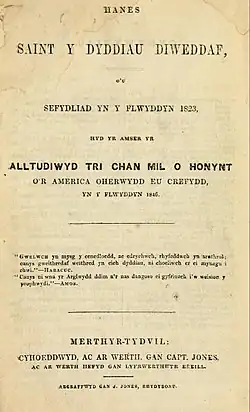 HANES
SAINT Y DYDDIAU DIWEDDAF,
O'U
SEFYDLIAD YN Y FLWYDDYN 1823,
HYD YR AMSER YR
ALLTUDIWYD TRI CHAN MIL O HONYNT
O'R AMERICA OHERWYDD EU CREFYDD,
YN Y FLWYDDYN 1846.
"GWELWCH yn mysg y cenedloedd, ac edrychwch, rhyfeddwch yn aruthrol;
canys gweithredaf weithred yn eich dyddiau, ni choeliwch er ei mynegu i
chwi."—HABACUC.
"Canys ni wna yr Arglwydd ddim a'r nas dangoso ei gyfrinach i'w weision y
prophwydi."—AMOS.
MERTHYR-TYDVIL:
CYHOEDDWYD, AC AR WERTH, GAN CAPT. JONES.
AC AR WERTH HEFYD GAN LYFRWERTHWYR EREILL.
ARGRAFFWYD GAN J. JONES, RHYDYBONT.